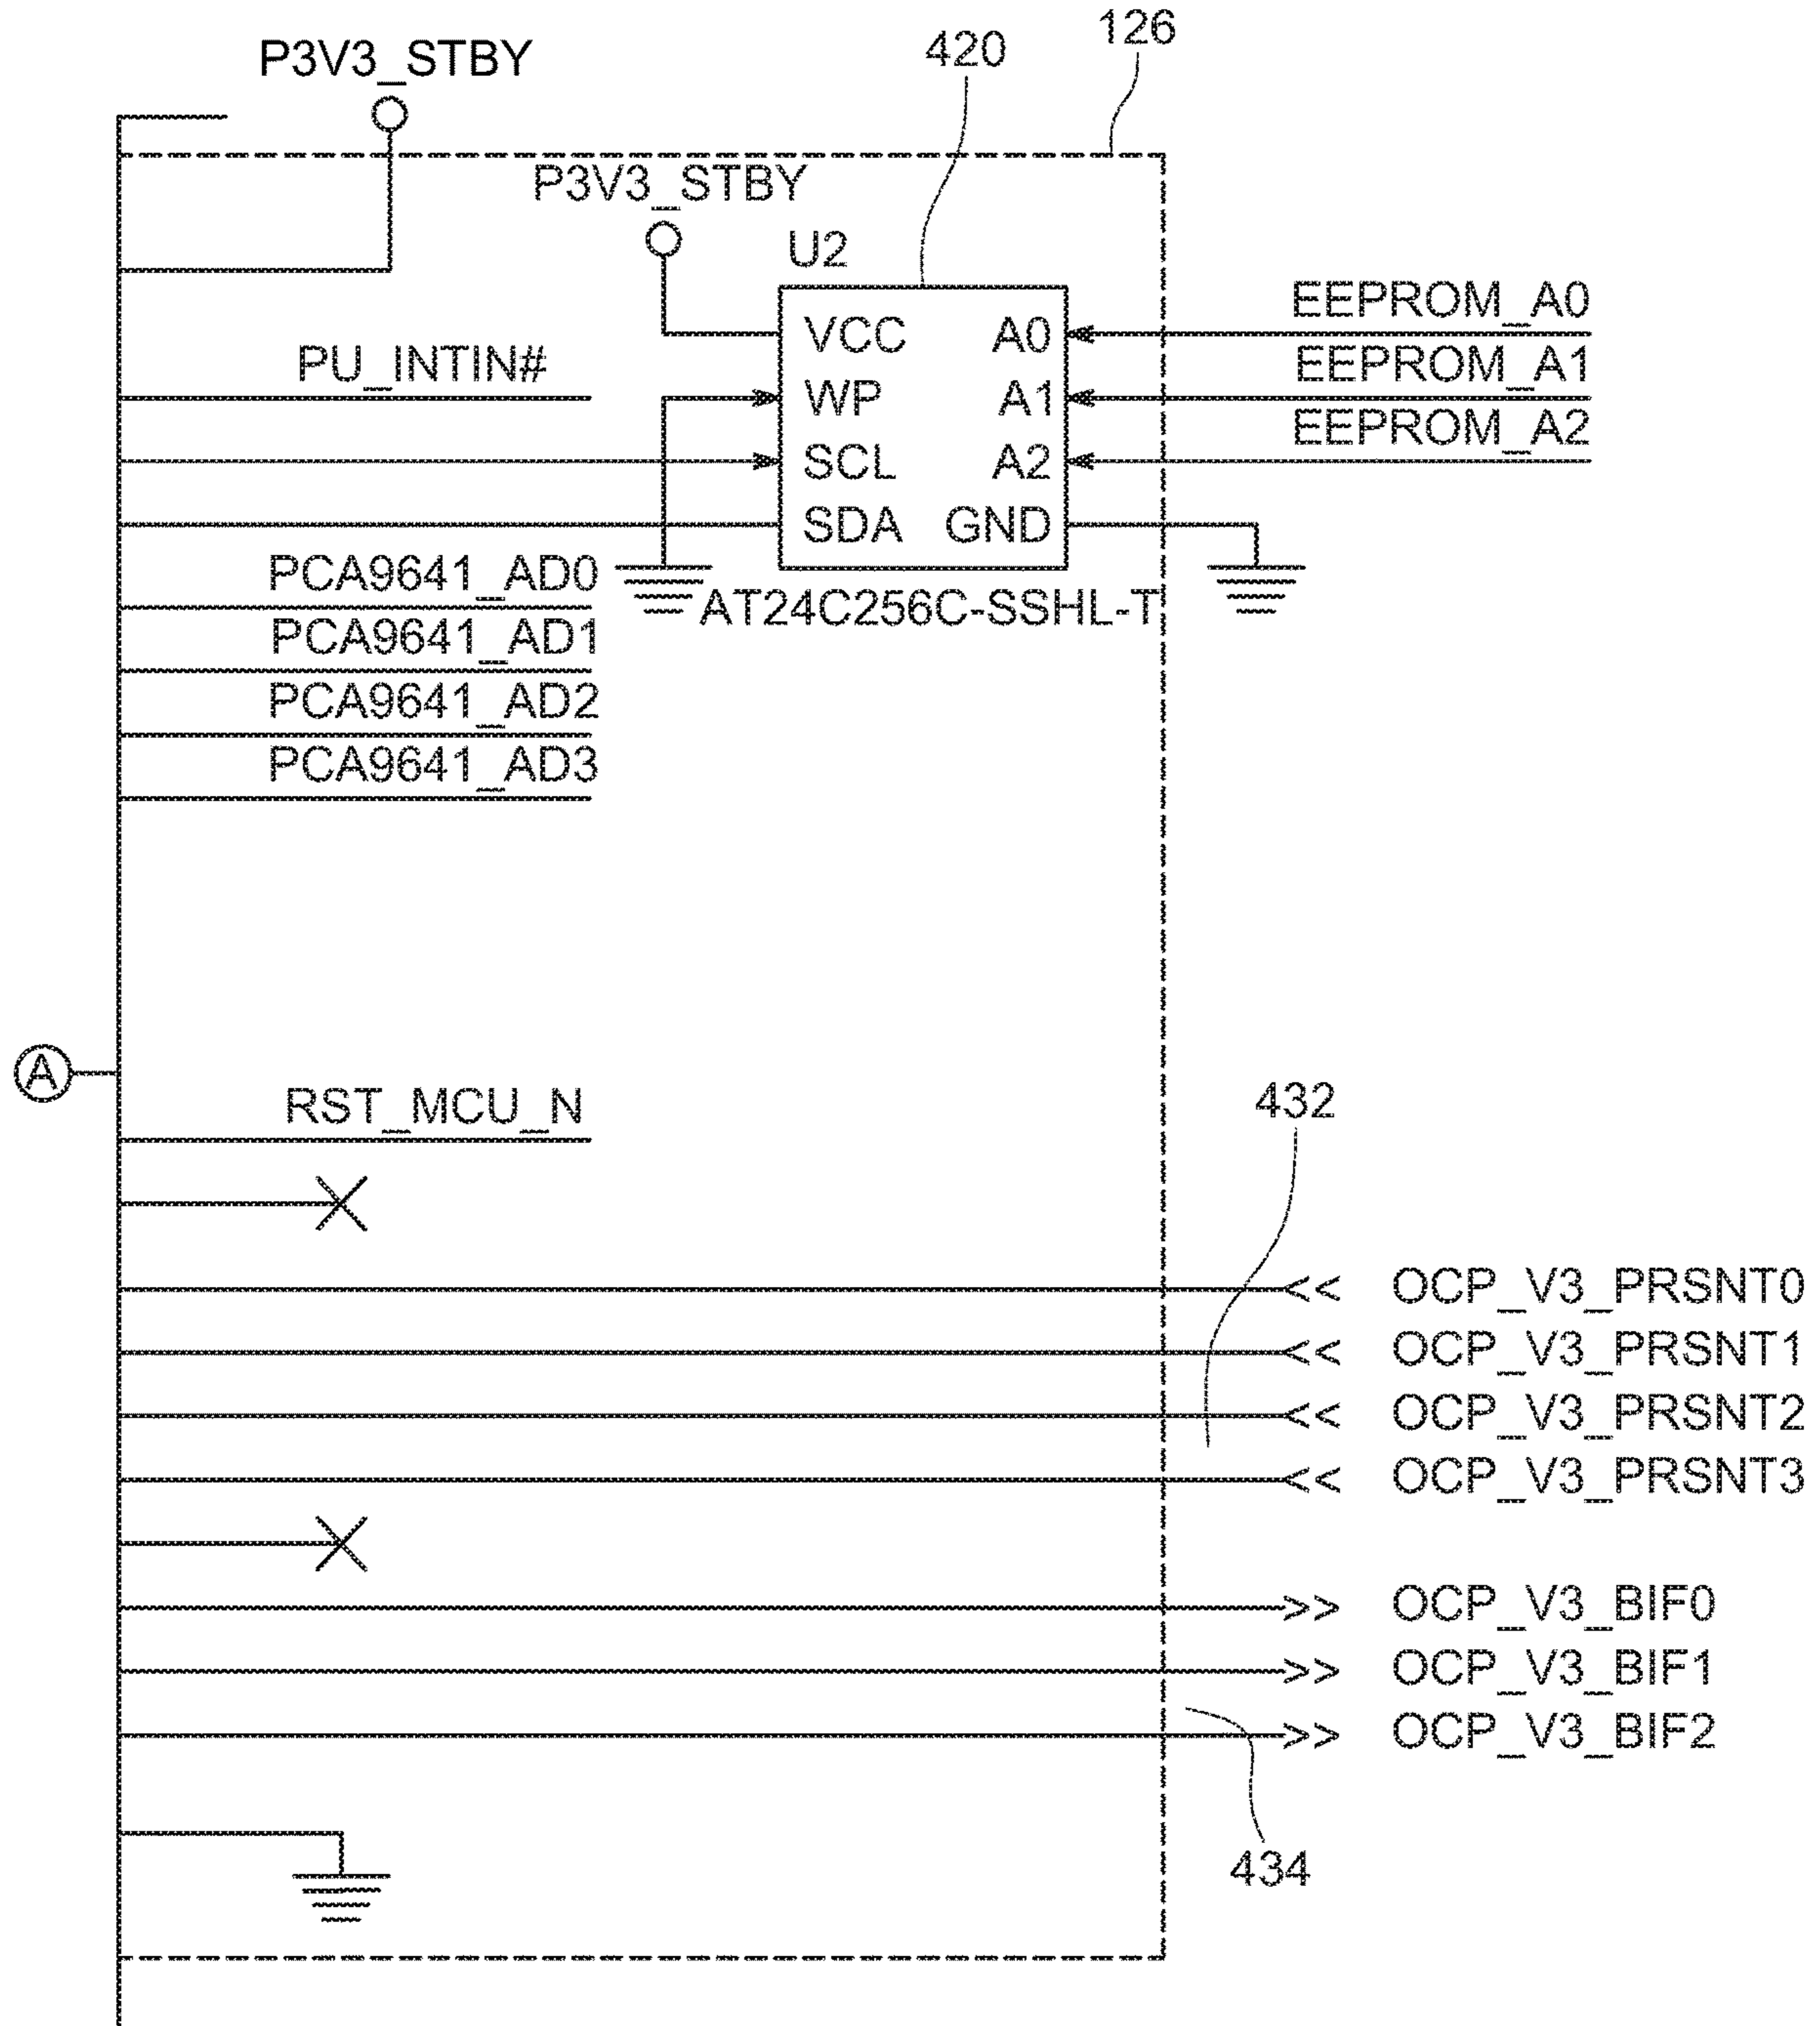 126
420
P3V3_STBY
P3V3_STBY
U2
VCC A0
WP A1
SCL A2
SDA GND
EEPROM_A0
EEPROM_A1
EEPROM_A2
PU_INTIN#
AT24C256C-SSHL-T
PCA9641_AD0
PCA9641_AD1
PCA9641_AD2
PCA9641_AD3
A
RST_MCU_N
432
<< OCP_V3_PRSNT0
<< OCP_V3_PRSNT1
<< OCP_V3_PRSNT2
<< OCP_V3_PRSNT3
>> OCP_V3_BIF0
>> OCP_V3_BIF1
>> OCP_V3_BIF2
434